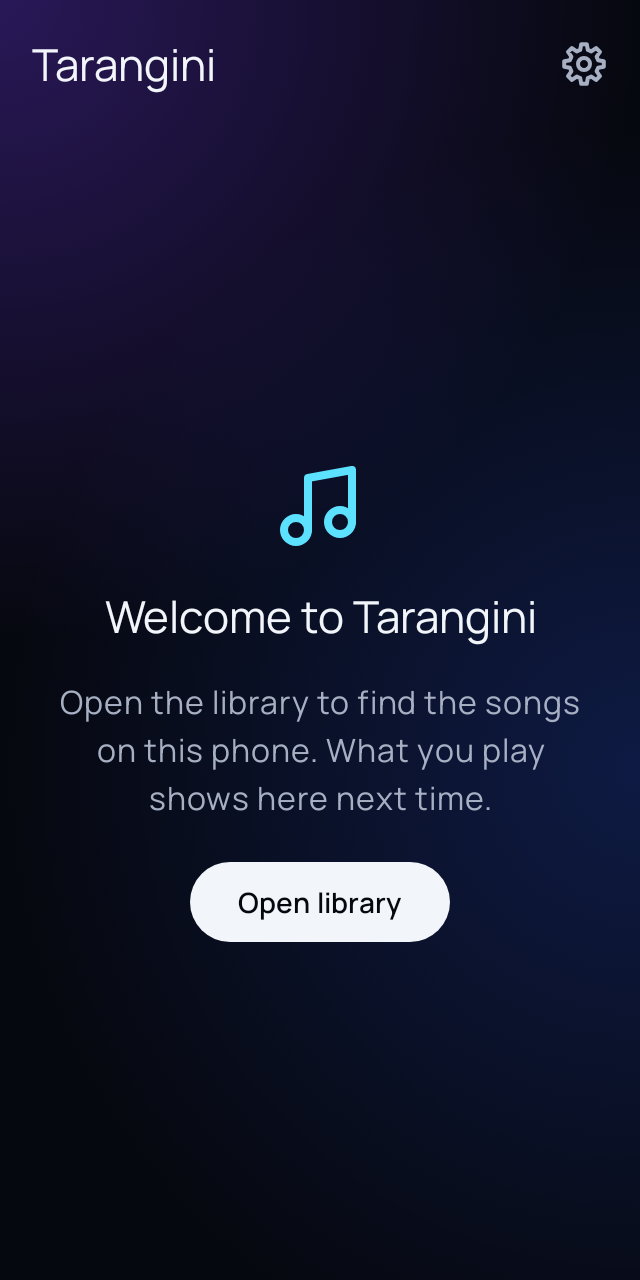 Tarangini
Welcome to Tarangini
Open the library to find the songs
on this phone. What you play
shows here next time.
Open library